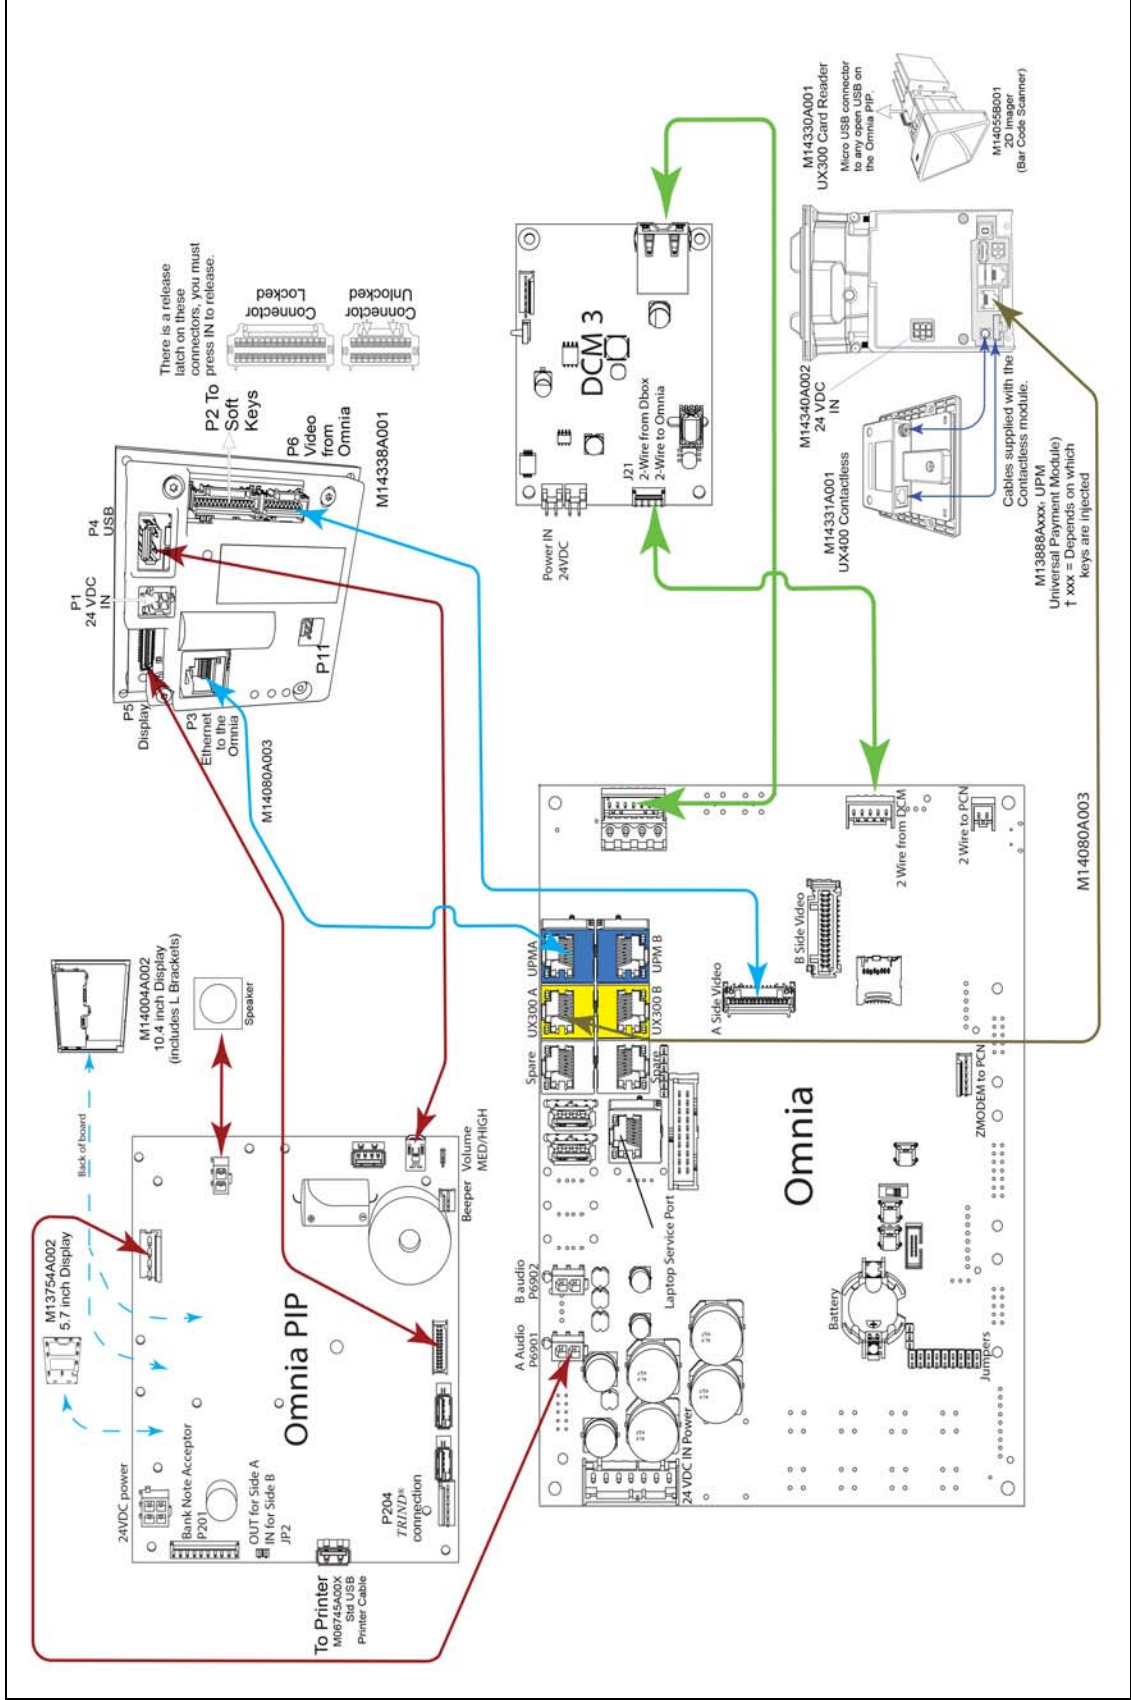 There is a release
latch on these
connectors, you must
press IN to release.
Connector
Locked
Connector
Unlocked
P2 To
Soft
Keys
P6
Video
from
Omnia
M14338A001
P4
USB
P1
24 VDC
IN
P5
Display
P3
Ethernet
to the
Omnia
P11
M14080A003
M14004A002
10.4 inch Display
(includes L Brackets)
Speaker
Back of board
M13754A002
5.7 inch Display
24VDC power
Bank Note Acceptor
P201
OUT for Side A
IN for Side B
JP2
Omnia PIP
To Printer
M06745A00X
Std USB
Printer Cable
P204
TRIND®
connection
Beeper
Volume
MED/HIGH
DCM 3
Power IN
24VDC
J21
2-Wire from Dbox
2-Wire to Omnia
M14330A001
UX300 Card Reader
Micro USB connector
to any open USB on
the Omnia PIP.
M14055B001
2D Imager
(Bar Code Scanner)
M14340A002
24 VDC
IN
M14331A001
UX400 Contactless
Cables supplied with the
Contactless module.
M13888Axxx, UPM
Universal Payment Module)
† xxx = Depends on which
keys are injected
M14080A003
UPMA
UPM B
UX300 A
UX300 B
Spare
Spare
A Side Video
B Side Video
2 Wire from DCM
2 Wire to PCN
ZMODEM to PCN
Laptop Service Port
B audio
P6902
A Audio
P6901
24 VDC IN Power
Omnia
Battery
Jumpers